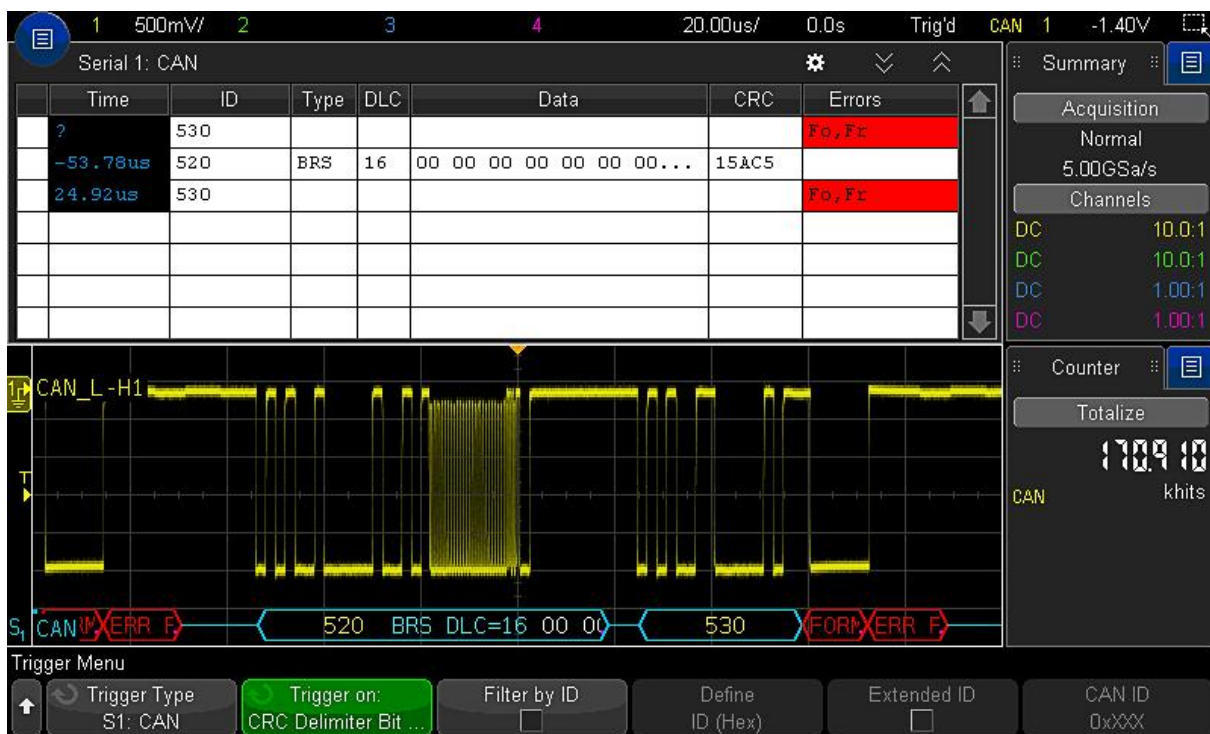 1 500mV/ 2 3 4 20.00us/ 0.0s Trig'd CAN 1 -1.40V
Serial 1: CAN
Time ID Type DLC Data CRC Errors
? 530 Fo,Fr
-53.78us 520 BRS 16 00 00 00 00 00 00 00... 15AC5
24.92us 530 Fo,Fr
Summary
Acquisition
Normal
5.00GSa/s
Channels
DC 10.0:1
DC 10.0:1
DC 1.00:1
DC 1.00:1
CAN_L-H1
T
S1 CAN ERR F 520 BRS DLC=16 00 00 530 FORM ERR F
Counter
Totalize
170.910
CAN khits
Trigger Menu
Trigger Type
S1: CAN
Trigger on:
CRC Delimiter Bit ...
Filter by ID
Define
ID (Hex)
Extended ID
CAN ID
0xXXX